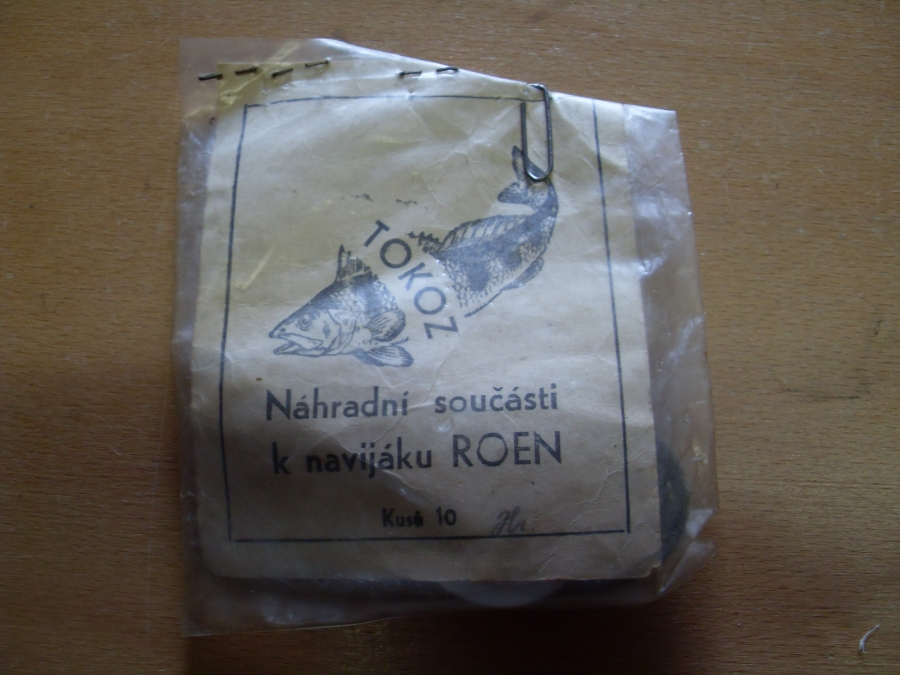 TOKOZ
Náhradní součásti
k navijáku ROEN
Kusů 10